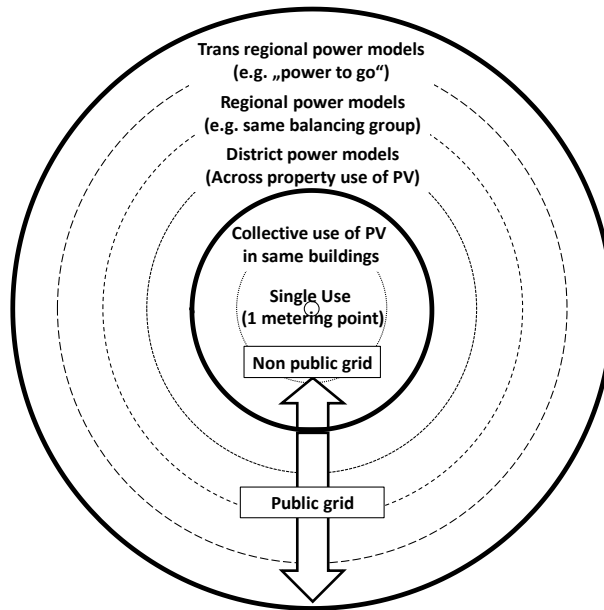 Trans regional power models
(e.g. „power to go“)
Regional power models
(e.g. same balancing group)
District power models
(Across property use of PV)
Collective use of PV
in same buildings
Single Use
(1 metering point)
Non public grid
Public grid